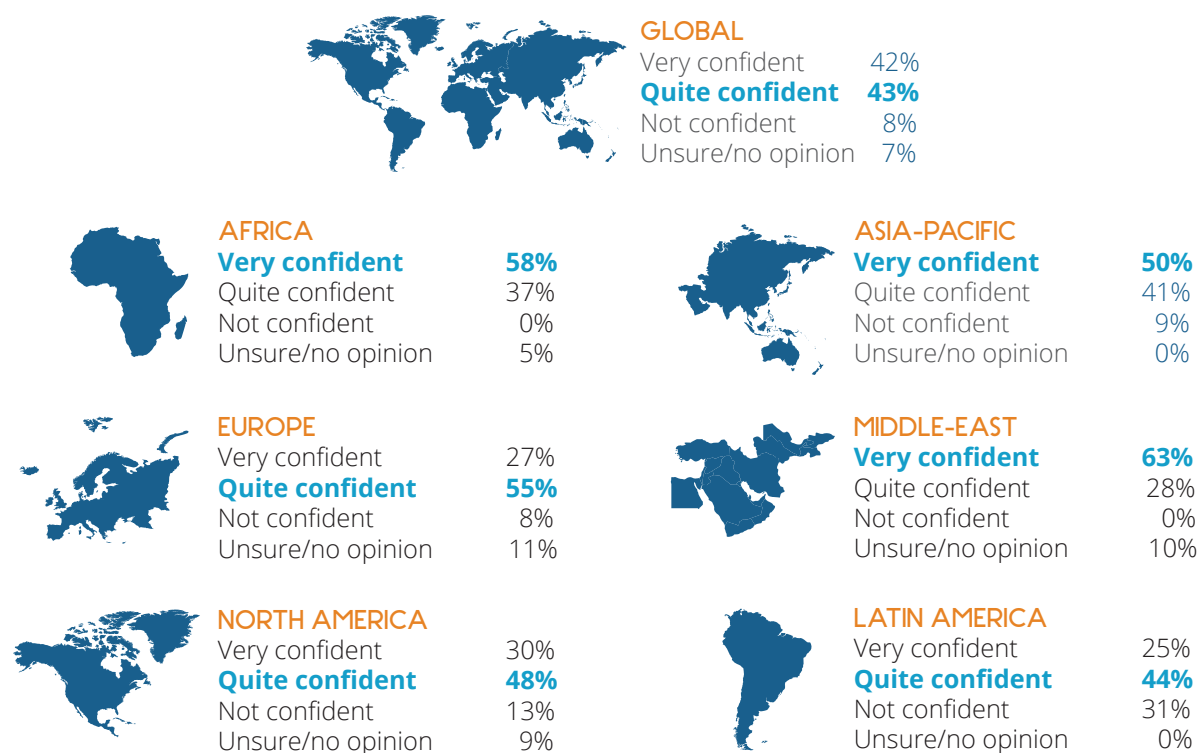 GLOBAL
Very confident 42%
Quite confident 43%
Not confident 8%
Unsure/no opinion 7%
AFRICA
Very confident 58%
Quite confident 37%
Not confident 0%
Unsure/no opinion 5%
ASIA-PACIFIC
Very confident 50%
Quite confident 41%
Not confident 9%
Unsure/no opinion 0%
EUROPE
Very confident 27%
Quite confident 55%
Not confident 8%
Unsure/no opinion 11%
MIDDLE-EAST
Very confident 63%
Quite confident 28%
Not confident 0%
Unsure/no opinion 10%
NORTH AMERICA
Very confident 30%
Quite confident 48%
Not confident 13%
Unsure/no opinion 9%
LATIN AMERICA
Very confident 25%
Quite confident 44%
Not confident 31%
Unsure/no opinion 0%